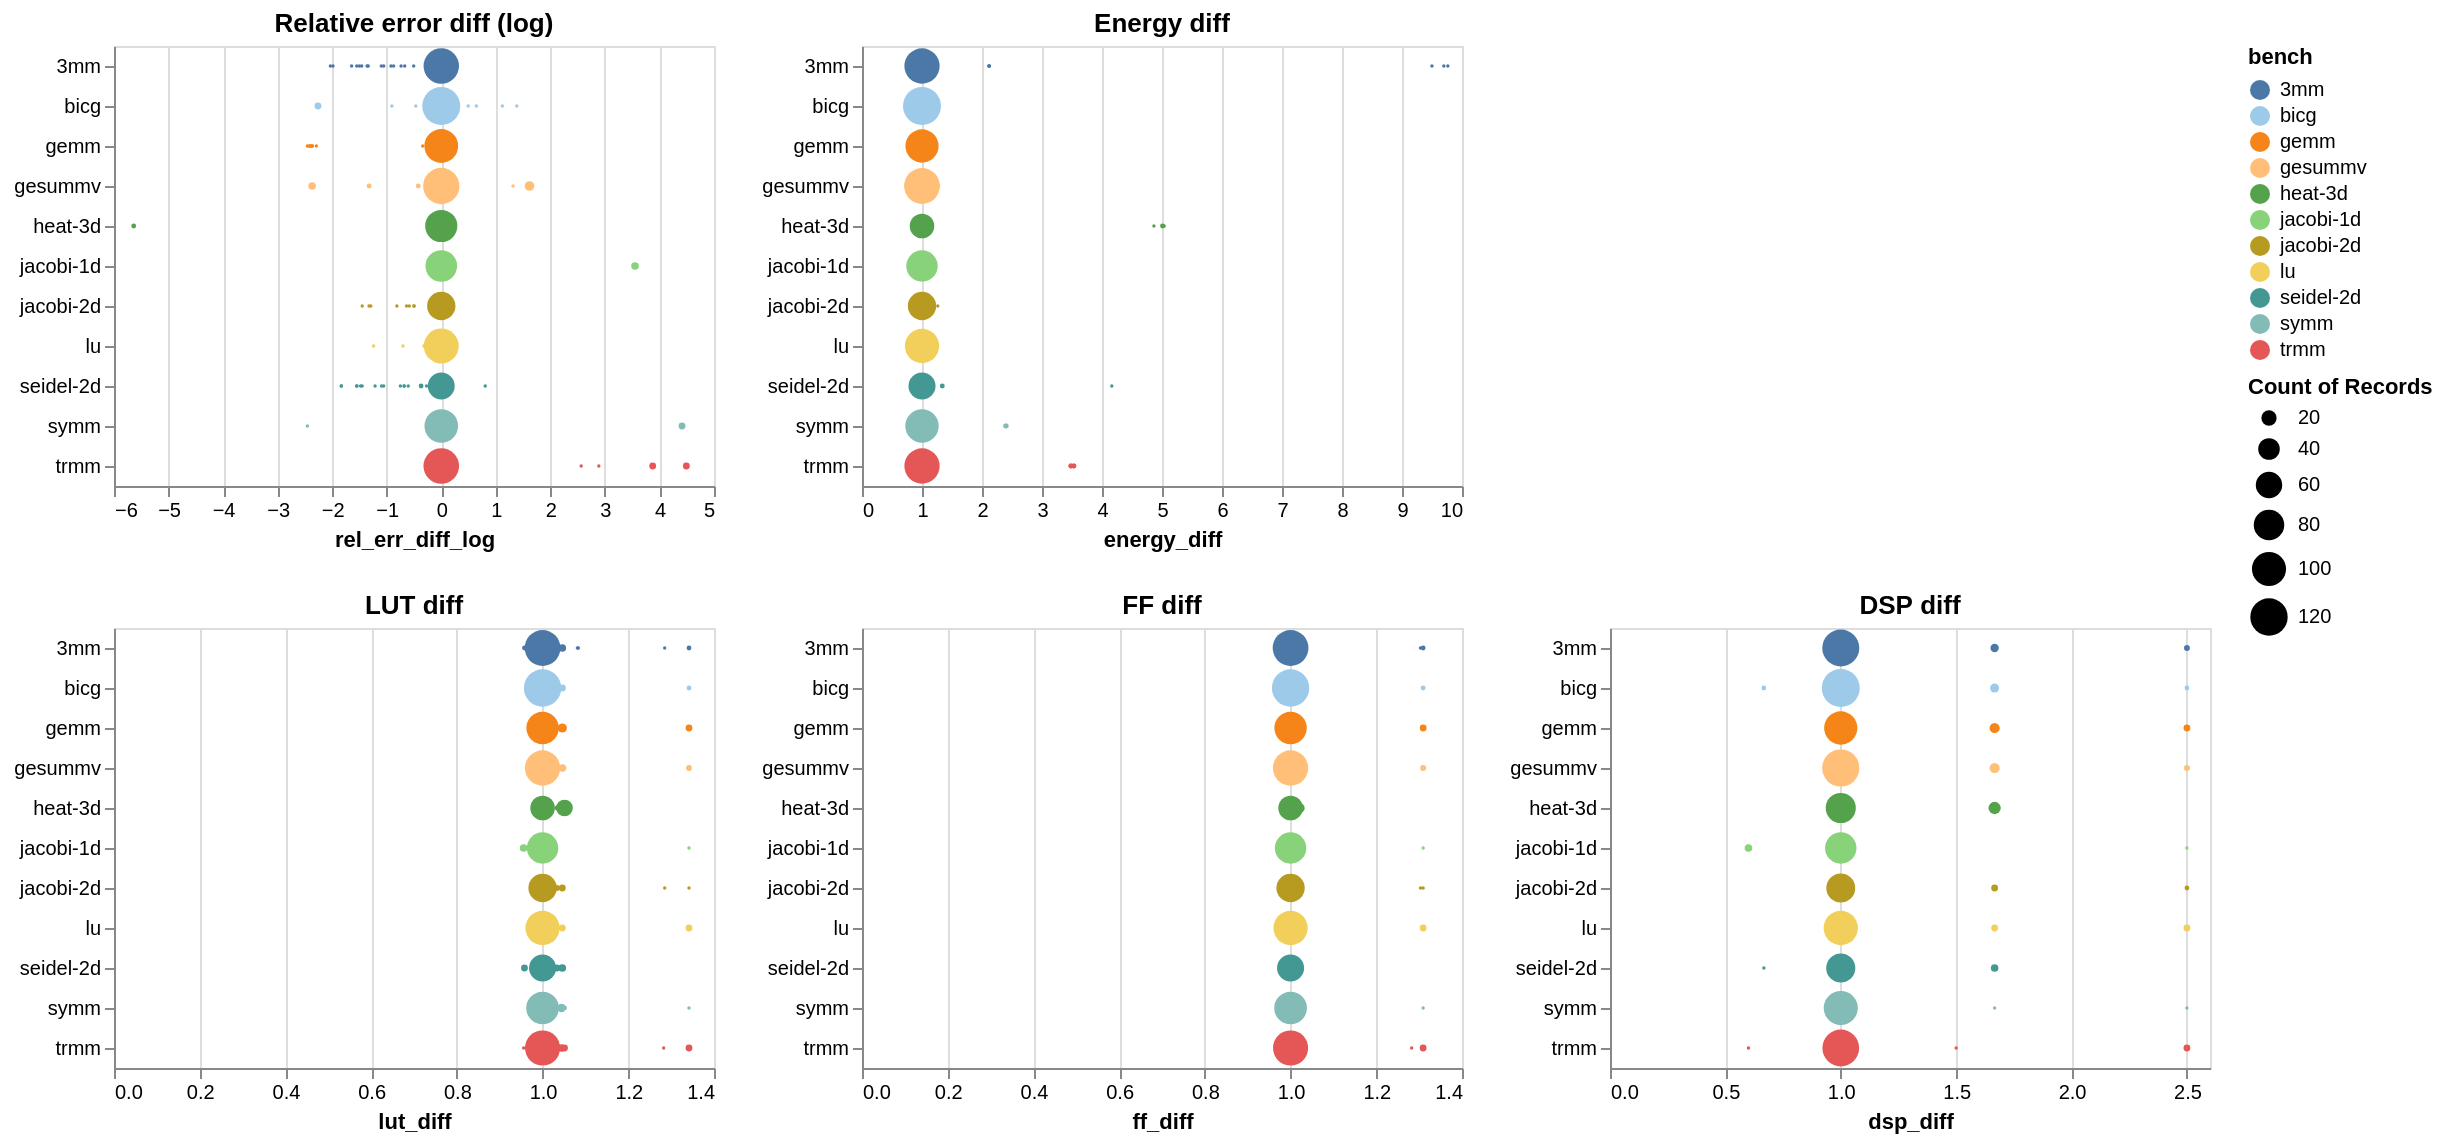 Relative error diff (log)
3mm
bicg
gemm
gesummv
heat-3d
jacobi-1d
jacobi-2d
lu
seidel-2d
symm
trmm
−6 −5 −4 −3 −2 −1 0 1 2 3 4 5
rel_err_diff_log
Energy diff
3mm
bicg
gemm
gesummv
heat-3d
jacobi-1d
jacobi-2d
lu
seidel-2d
symm
trmm
0 1 2 3 4 5 6 7 8 9 10
energy_diff
bench
3mm
bicg
gemm
gesummv
heat-3d
jacobi-1d
jacobi-2d
lu
seidel-2d
symm
trmm
Count of Records
20
40
60
80
100
120
LUT diff
3mm
bicg
gemm
gesummv
heat-3d
jacobi-1d
jacobi-2d
lu
seidel-2d
symm
trmm
0.0 0.2 0.4 0.6 0.8 1.0 1.2 1.4
lut_diff
FF diff
3mm
bicg
gemm
gesummv
heat-3d
jacobi-1d
jacobi-2d
lu
seidel-2d
symm
trmm
0.0 0.2 0.4 0.6 0.8 1.0 1.2 1.4
ff_diff
DSP diff
3mm
bicg
gemm
gesummv
heat-3d
jacobi-1d
jacobi-2d
lu
seidel-2d
symm
trmm
0.0 0.5 1.0 1.5 2.0 2.5
dsp_diff